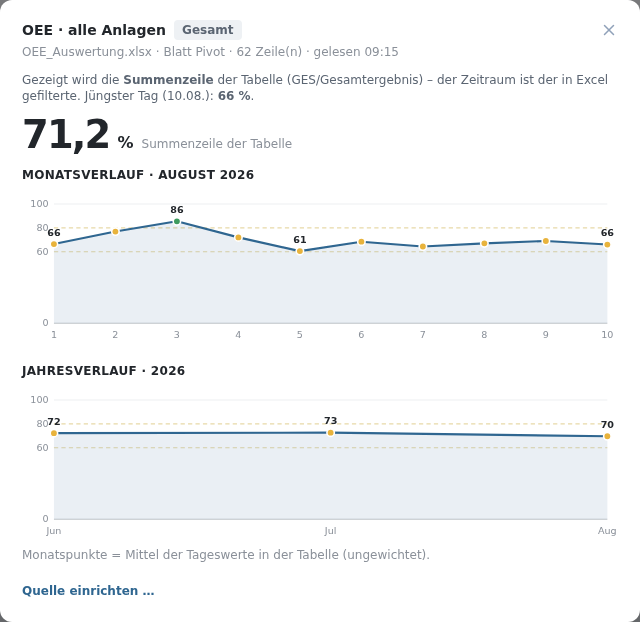 OEE · alle Anlagen Gesamt ×
OEE_Auswertung.xlsx · Blatt Pivot · 62 Zeile(n) · gelesen 09:15
Gezeigt wird die Summenzeile der Tabelle (GES/Gesamtergebnis) – der Zeitraum ist der in Excel
gefilterte. Jüngster Tag (10.08.): 66 %.
71,2 % Summenzeile der Tabelle
MONATSVERLAUF · AUGUST 2026
100
86
80
66
61
66
60
0
1 2 3 4 5 6 7 8 9 10
JAHRESVERLAUF · 2026
100
80
72
73
70
60
0
Jun Jul Aug
Monatspunkte = Mittel der Tageswerte in der Tabelle (ungewichtet).
Quelle einrichten …